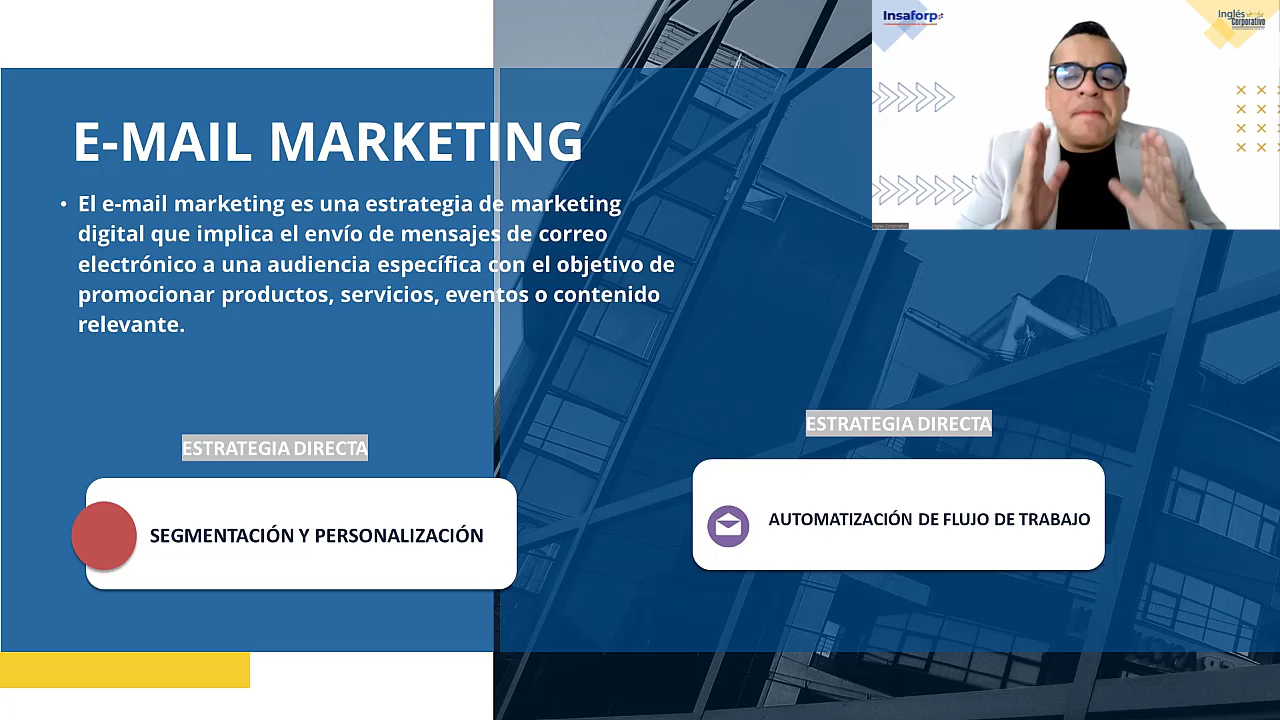 Insaforp
Inglés
Corporativo
E-MAIL MARKETING
• El e-mail marketing es una estrategia de marketing
digital que implica el envío de mensajes de correo
electrónico a una audiencia específica con el objetivo de
promocionar productos, servicios, eventos o contenido
relevante.
ESTRATEGIA DIRECTA
SEGMENTACIÓN Y PERSONALIZACIÓN
ESTRATEGIA DIRECTA
AUTOMATIZACIÓN DE FLUJO DE TRABAJO